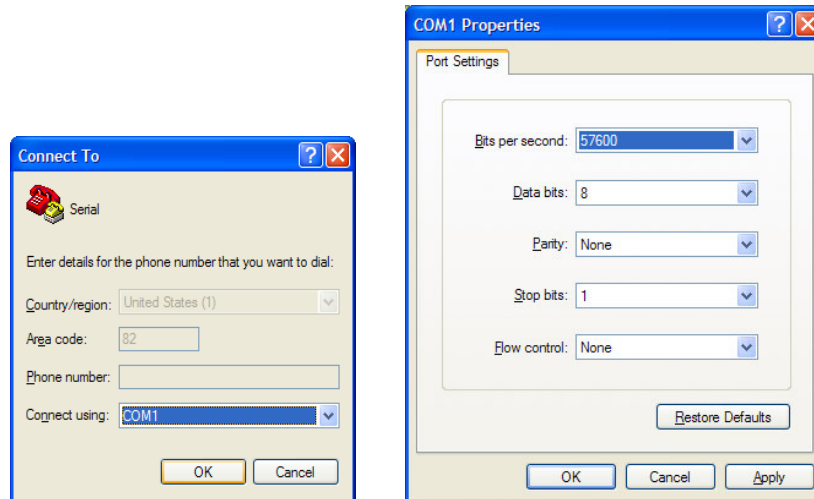 Connect To
Serial
Enter details for the phone number that you want to dial:
Country/region: United States (1)
Area code: 82
Phone number:
Connect using: COM1
OK Cancel
COM1 Properties
Port Settings
Bits per second: 57600
Data bits: 8
Parity: None
Stop bits: 1
Flow control: None
Restore Defaults
OK Cancel Apply